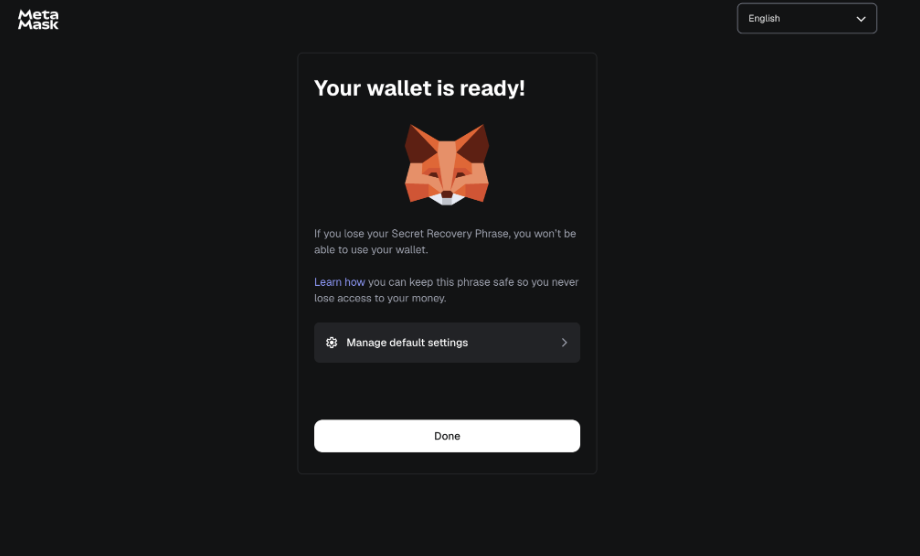 Meta
Mask
English
Your wallet is ready!
If you lose your Secret Recovery Phrase, you won't be
able to use your wallet.
Learn how you can keep this phrase safe so you never
lose access to your money.
Manage default settings
Done